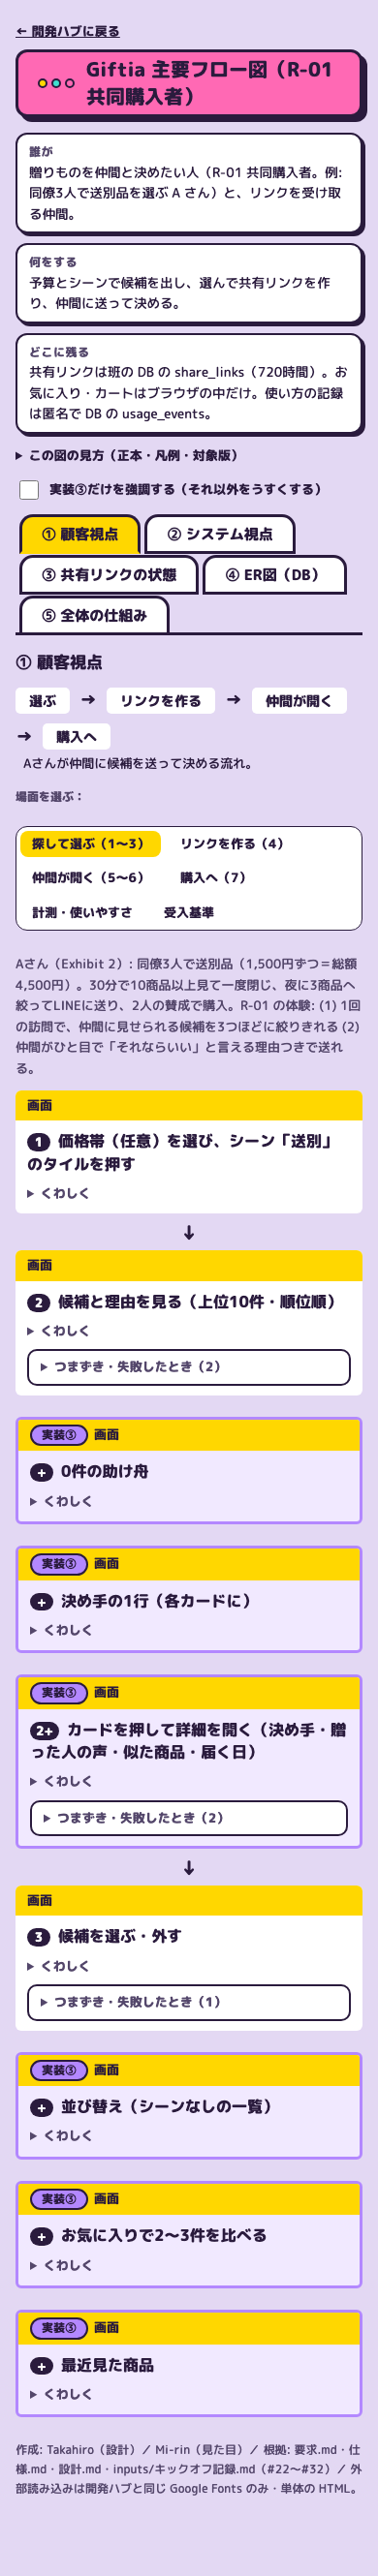 ← 開発ハブに戻る
Giftia 主要フロー図（R-01
共同購入者）
誰が
贈りものを仲間と決めたい人（R-01 共同購入者。例:
同僚3人で送別品を選ぶ A さん）と、リンクを受け取
る仲間。
何をする
予算とシーンで候補を出し、選んで共有リンクを作
り、仲間に送って決める。
どこに残る
共有リンクは班の DB の share_links（720時間）。お
気に入り・カートはブラウザの中だけ。使い方の記録
は匿名で DB の usage_events。
▸ この図の見方（正本・凡例・対象版）
実装③だけを強調する（それ以外をうすくする）
① 顧客視点
② システム視点
③ 共有リンクの状態
④ ER図（DB）
⑤ 全体の仕組み
① 顧客視点
選ぶ → リンクを作る → 仲間が開く
→ 購入へ
Aさんが仲間に候補を送って決める流れ。
場面を選ぶ：
探して選ぶ（1〜3）
リンクを作る（4）
仲間が開く（5〜6）
購入へ（7）
計測・使いやすさ
受入基準
Aさん（Exhibit 2）: 同僚3人で送別品（1,500円ずつ＝総額
4,500円）。30分で10商品以上見て一度閉じ、夜に3商品へ
絞ってLINEに送り、2人の賛成で購入。R-01 の体験: (1) 1回
の訪問で、仲間に見せられる候補を3つほどに絞りきれる (2)
仲間がひと目で「それならいい」と言える理由つきで送れ
る。
画面
1 価格帯（任意）を選び、シーン「送別」
のタイルを押す
▸ くわしく
↓
画面
2 候補と理由を見る（上位10件・順位順）
▸ くわしく
▸ つまずき・失敗したとき（2）
実装③ 画面
+ 0件の助け舟
▸ くわしく
実装③ 画面
+ 決め手の1行（各カードに）
▸ くわしく
実装③ 画面
2+ カードを押して詳細を開く（決め手・贈
った人の声・似た商品・届く日）
▸ くわしく
▸ つまずき・失敗したとき（2）
↓
画面
3 候補を選ぶ・外す
▸ くわしく
▸ つまずき・失敗したとき（1）
実装③ 画面
+ 並び替え（シーンなしの一覧）
▸ くわしく
実装③ 画面
+ お気に入りで2〜3件を比べる
▸ くわしく
実装③ 画面
+ 最近見た商品
▸ くわしく
作成: Takahiro（設計）／ Mi-rin（見た目）／ 根拠: 要求.md・仕
様.md・設計.md・inputs/キックオフ記録.md（#22〜#32）／ 外
部読み込みは開発ハブと同じ Google Fonts のみ・単体の HTML。